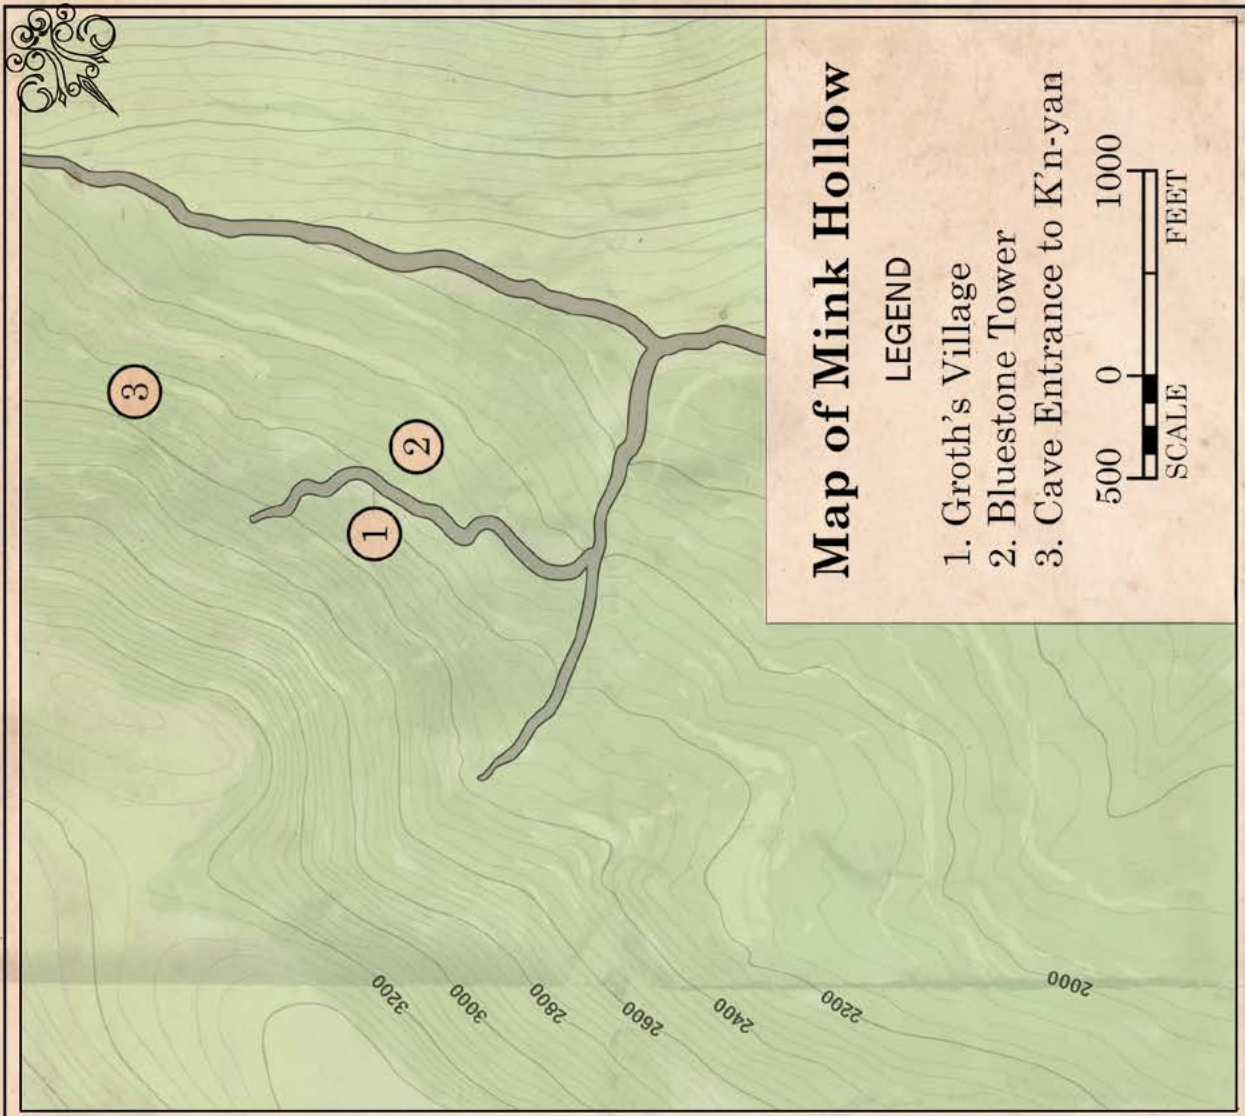 Map of Mink Hollow
LEGEND
1. Groth's Village
2. Bluestone Tower
3. Cave Entrance to K'n-yan
500 0 1000
SCALE FEET
1
2
3
3200
3000
2800
2600
2400
2200
2000